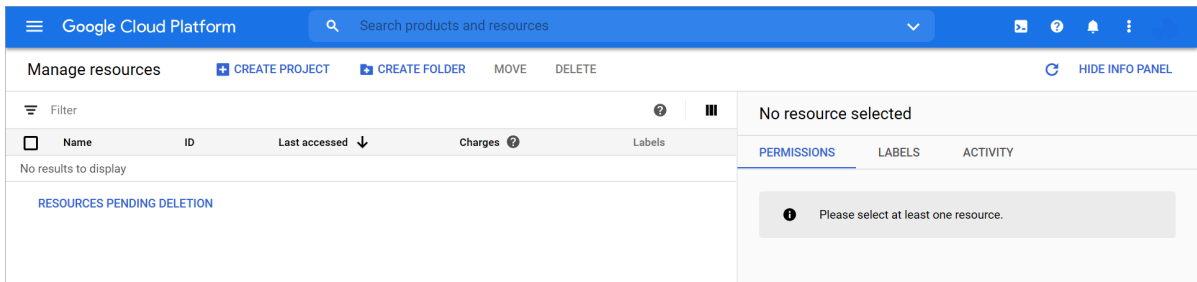 Google Cloud Platform
Search products and resources
Manage resources
CREATE PROJECT
CREATE FOLDER
MOVE
DELETE
HIDE INFO PANEL
Filter
Name ID Last accessed Charges Labels
No results to display
RESOURCES PENDING DELETION
No resource selected
PERMISSIONS LABELS ACTIVITY
Please select at least one resource.